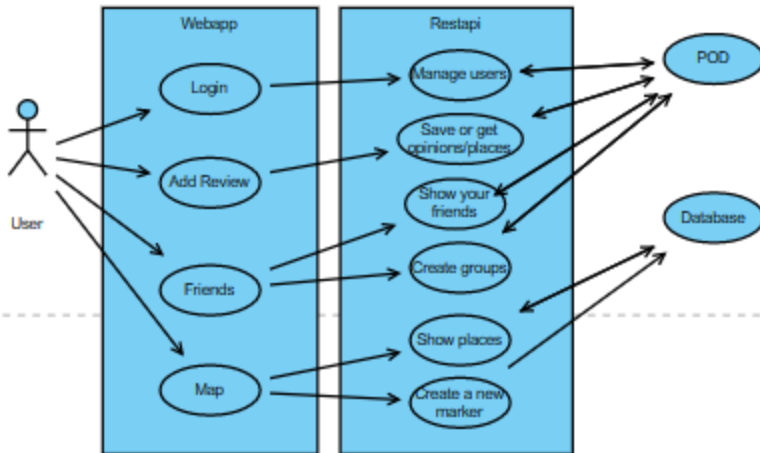 Webapp
Restapi
Login
Manage users
POD
Save or get
opinions/places
Add Review
Show your
friends
User
Database
Create groups
Friends
Show places
Map
Create a new
marker